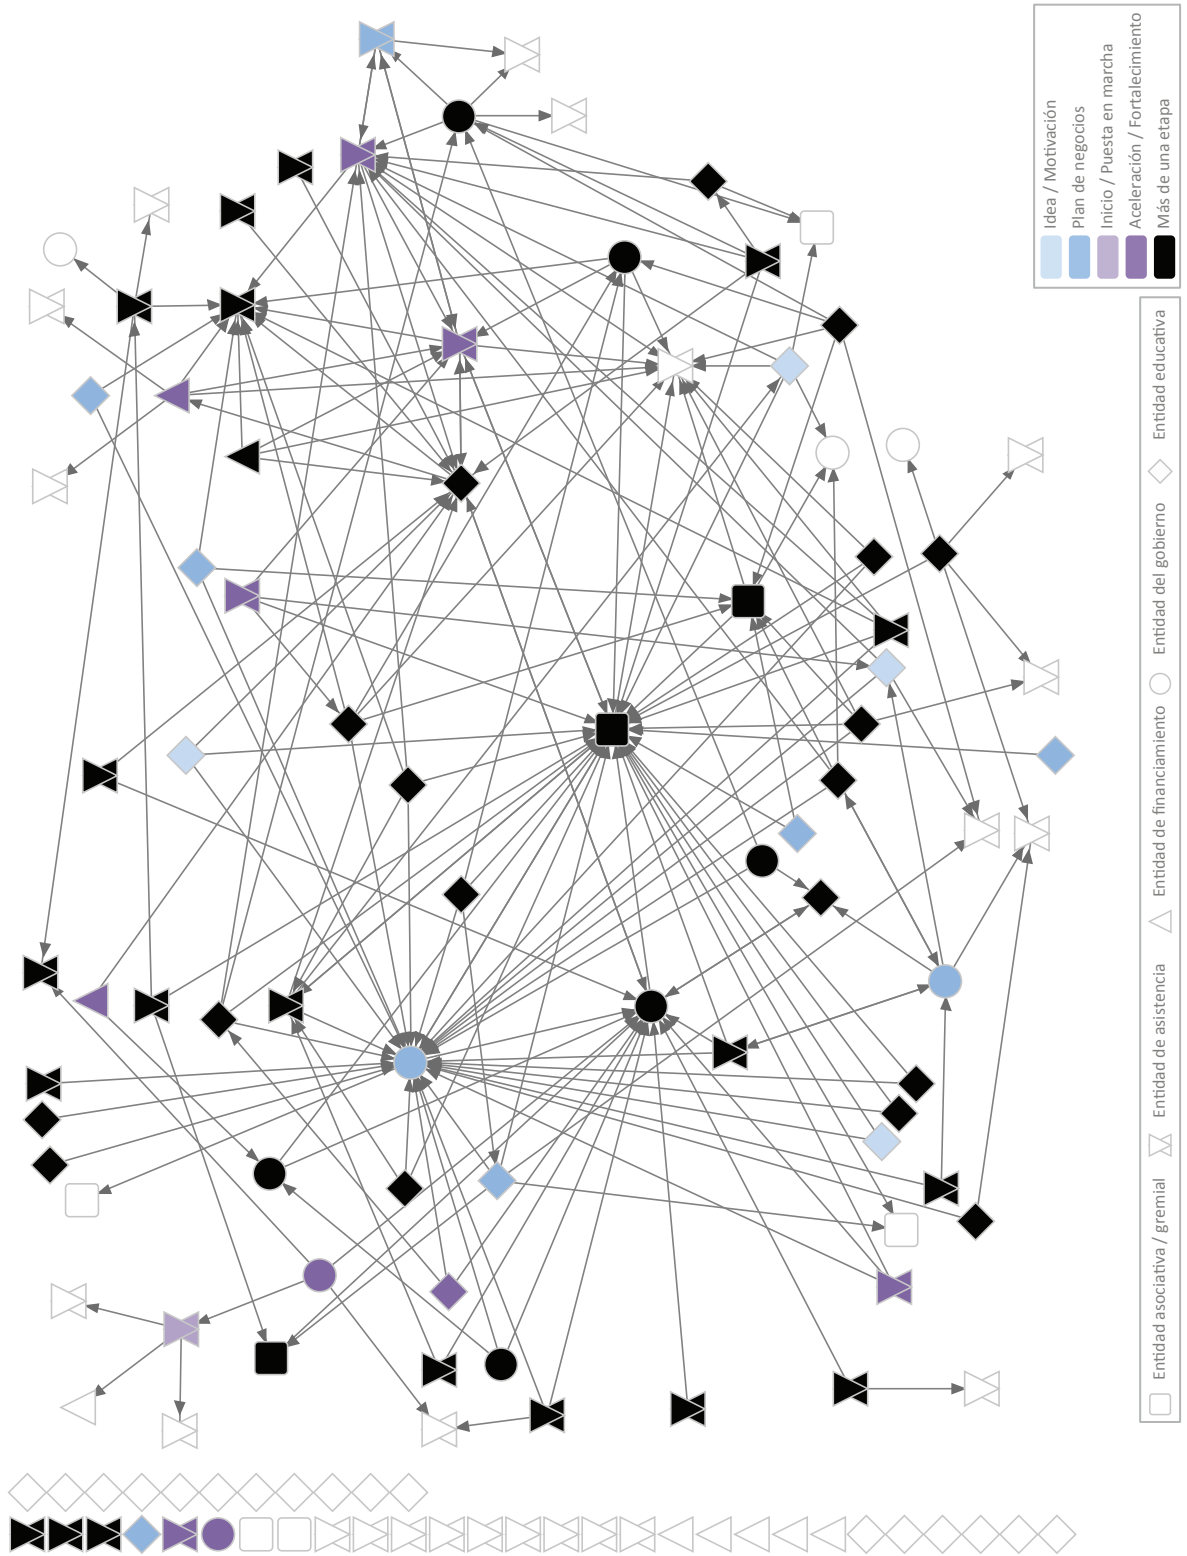 Idea / Motivación
Plan de negocios
Inicio / Puesta en marcha
Aceleración / Fortalecimiento
Más de una etapa
Entidad asociativa / gremial
Entidad de asistencia
Entidad de financiamiento
Entidad del gobierno
Entidad educativa